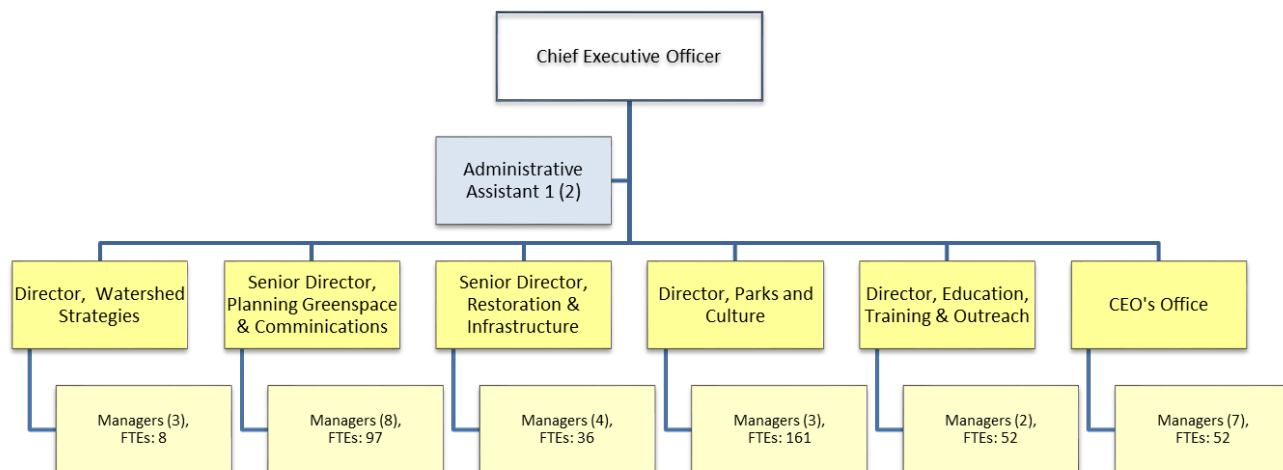 Chief Executive Officer
Administrative
Assistant 1 (2)
Director,  Watershed
Strategies
Senior Director,
Planning Greenspace
& Comminications
Senior Director,
Restoration &
Infrastructure
Director, Parks and
Culture
Director, Education,
Training & Outreach
CEO's Office
Managers (3),
FTEs: 8
Managers (8),
FTEs: 97
Managers (4),
FTEs: 36
Managers (3),
FTEs: 161
Managers (2),
FTEs: 52
Managers (7),
FTEs: 52